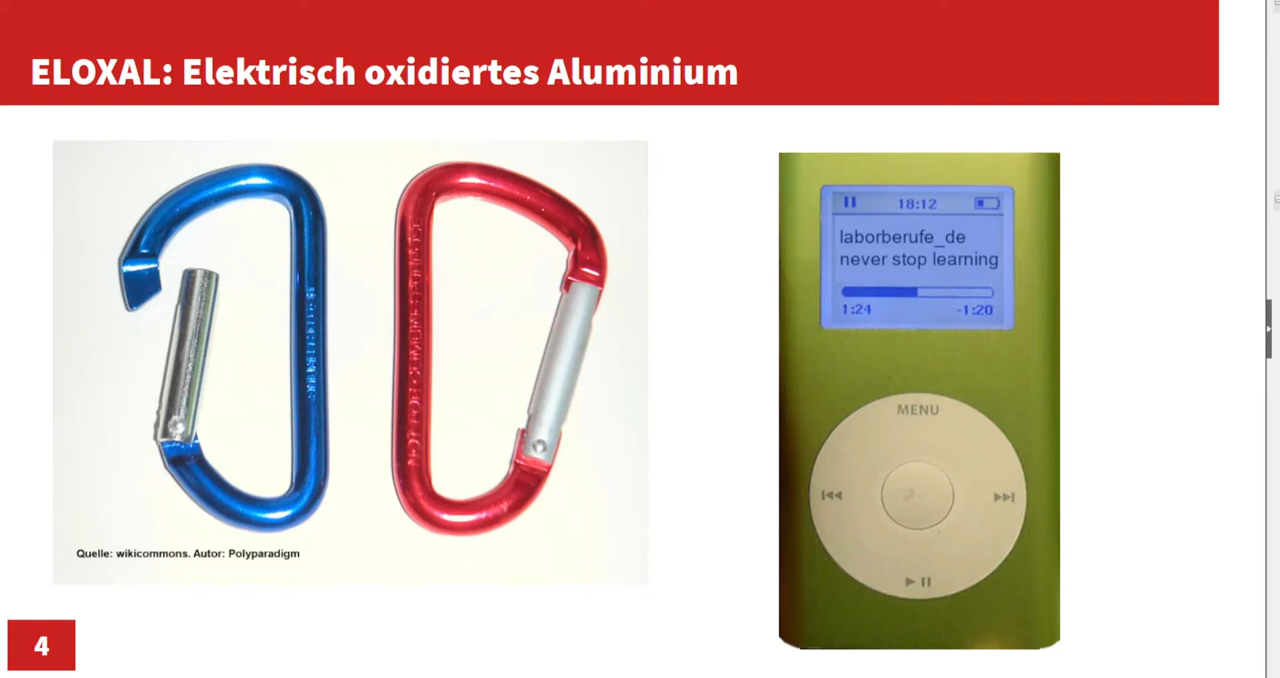 ELOXAL: Elektrisch oxidiertes Aluminium
18:12
laborberufe_de
never stop learning
1:24 -1:20
MENU
Quelle: wikicommons. Autor: Polyparadigm
4